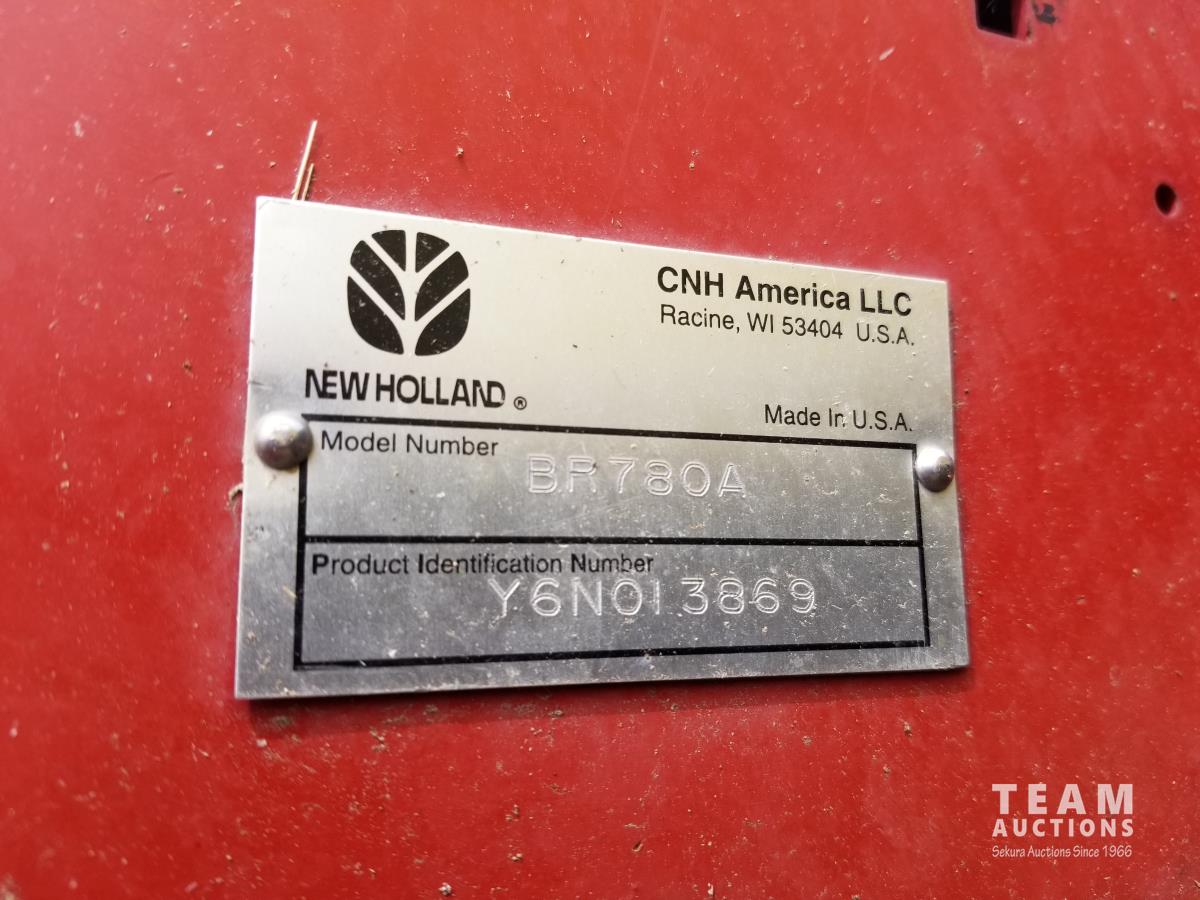 CNH America LLC
Racine, WI 53404 U.S.A.
NEW HOLLAND ®
Made In U.S.A.
Model Number
BR780A
Product Identification Number
Y6N013869
TEAM
AUCTIONS
Sekura Auctions Since 1966